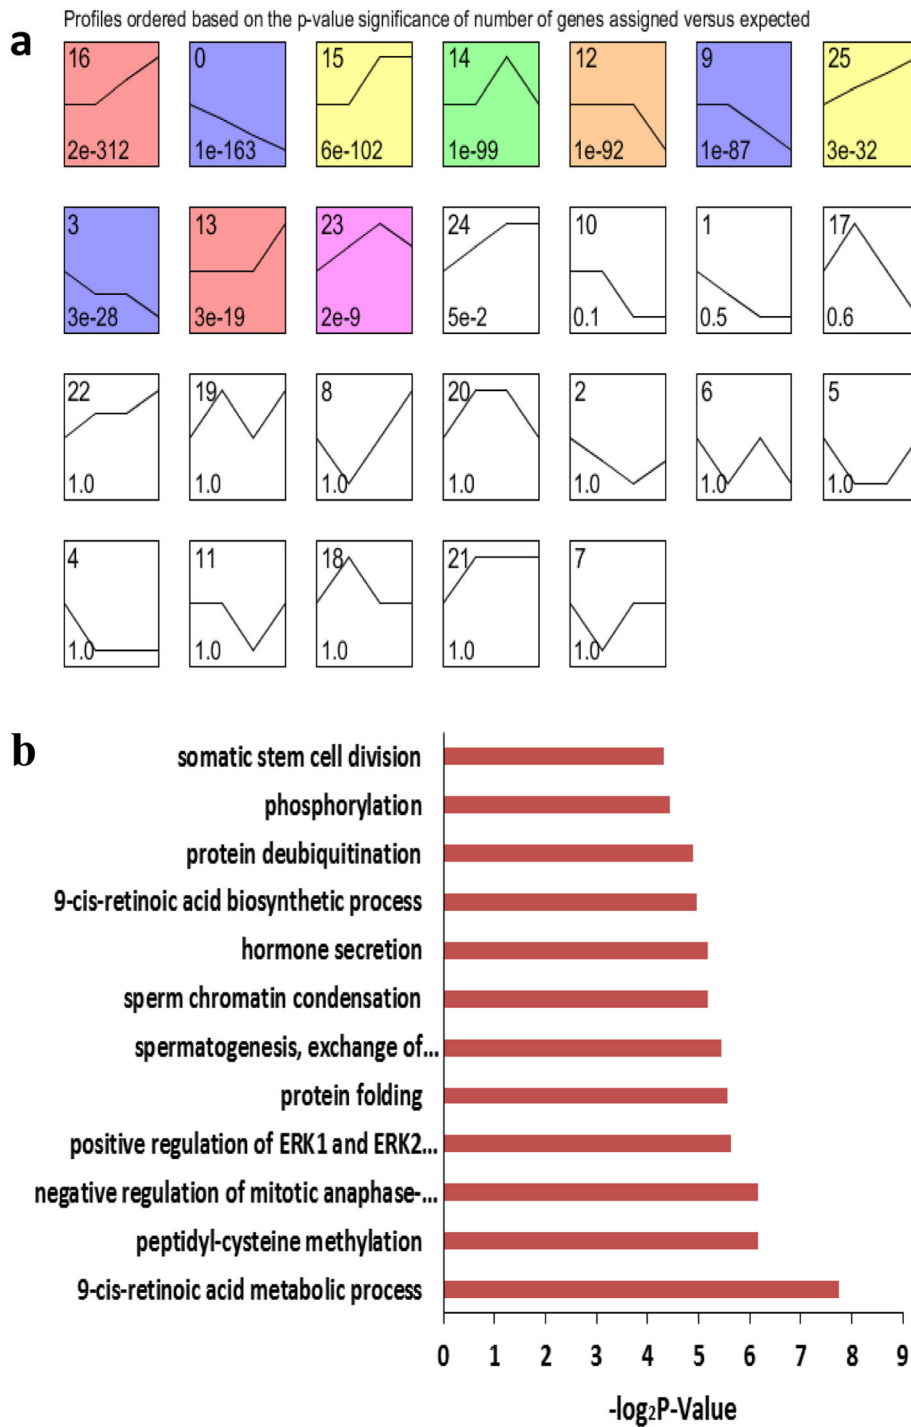 Profiles ordered based on the p-value significance of number of genes assigned versus expected
a
16 0 15 14 12 9 25
2e-312 1e-163 6e-102 1e-99 1e-92 1e-87 3e-32
3 13 23 24 10 1 17
3e-28 3e-19 2e-9 5e-2 0.1 0.5 0.6
22 19 8 20 2 6 5
1.0 1.0 1.0 1.0 1.0 1.0 1.0
4 11 18 21 7
1.0 1.0 1.0 1.0 1.0
b
somatic stem cell division
phosphorylation
protein deubiquitination
9-cis-retinoic acid biosynthetic process
hormone secretion
sperm chromatin condensation
spermatogenesis, exchange of...
protein folding
positive regulation of ERK1 and ERK2...
negative regulation of mitotic anaphase-...
peptidyl-cysteine methylation
9-cis-retinoic acid metabolic process
0 1 2 3 4 5 6 7 8 9
-log₂P-Value